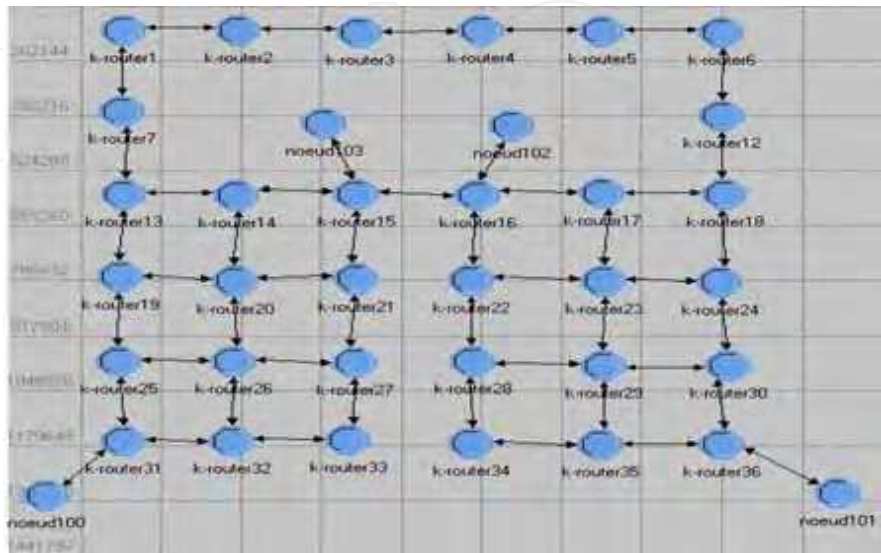 k-router1 k-router2 k-router3 k-router4 k-router5 k-router6
k-router7 noeud103 noeud102 k-router12
k-router13 k-router14 k-router15 k-router16 k-router17 k-router18
k-router19 k-router20 k-router21 k-router22 k-router23 k-router24
k-router25 k-router26 k-router27 k-router28 k-router29 k-router30
k-router31 k-router32 k-router33 k-router34 k-router35 k-router36
noeud100 noeud101